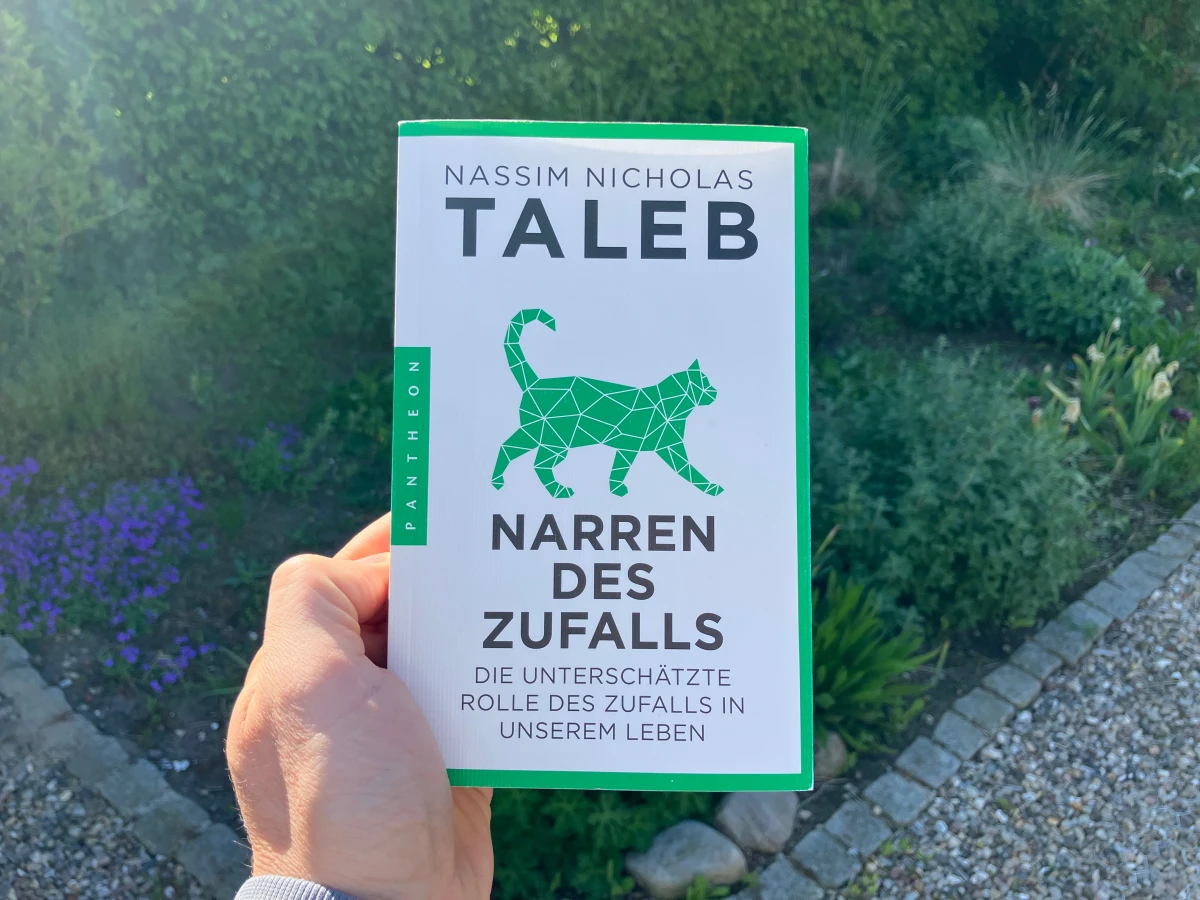 NASSIM NICHOLAS
TALEB
PANTHEON
NARREN
DES
ZUFALLS
DIE UNTERSCHÄTZTE
ROLLE DES ZUFALLS IN
UNSEREM LEBEN